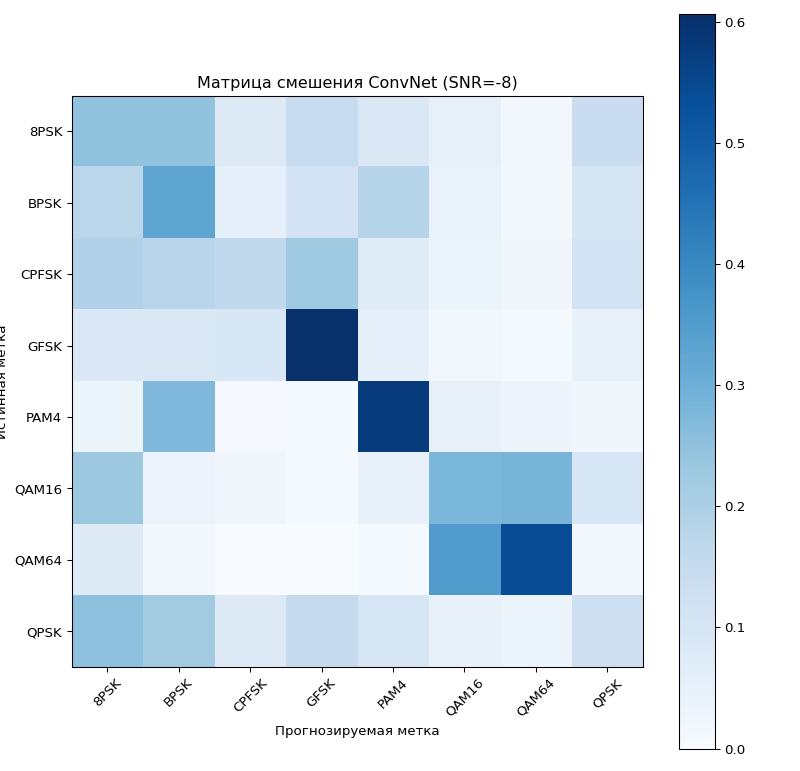 Матрица смешения ConvNet (SNR=-8)
8PSK
BPSK
CPFSK
GFSK
PAM4
QAM16
QAM64
QPSK
Истинная метка
8PSK
BPSK
CPFSK
GFSK
PAM4
QAM16
QAM64
QPSK
Прогнозируемая метка
0.6
0.5
0.4
0.3
0.2
0.1
0.0